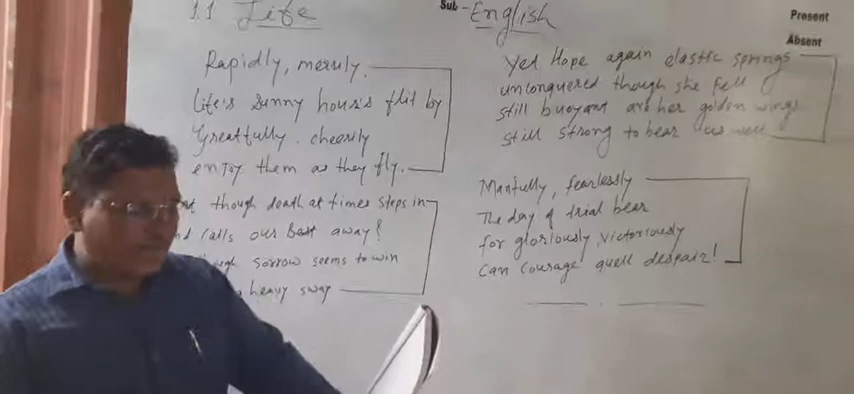 1.1 Life
Sub - English
Present
Absent
Rapidly, merrily.
Life's sunny hours flit by
Greatfully. cheerily
enjoy them as they fly.
though death at times steps in
calls our Best away?
sorrow seems to win
heavy sway
Yet Hope again elastic springs
unconquered though she fell
still buoyant are her golden wings
still strong to bear us well
Manfully, fearlessly
The day of trial bear
for gloriously, victoriously
can courage quell despair!